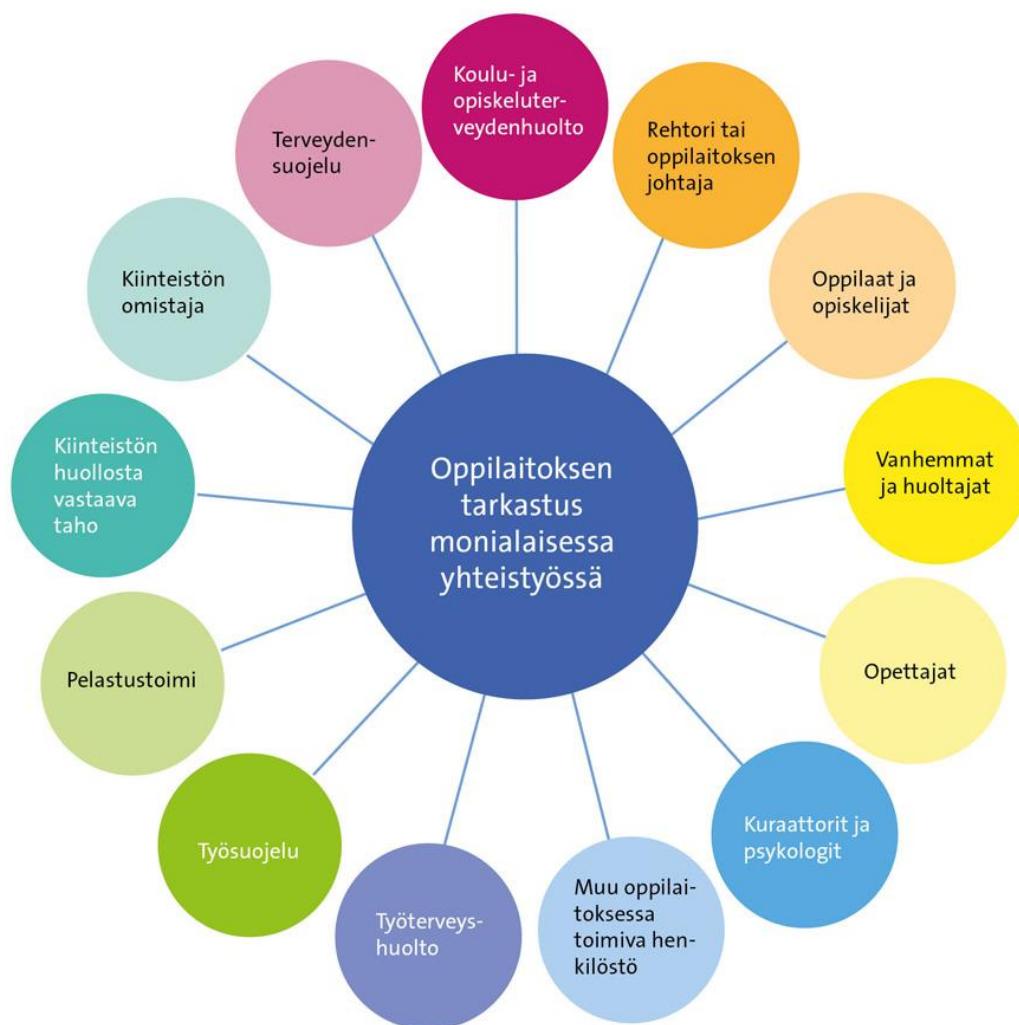 Koulu- ja
opiskeluter-
veydenhuolto
Rehtori tai
oppilaitoksen
johtaja
Oppilaat ja
opiskelijat
Vanhemmat
ja huoltajat
Opettajat
Kuraattorit ja
psykologit
Muu oppilai-
toksessa
toimiva hen-
kilöstö
Työterveys-
huolto
Työsuojelu
Pelastustoimi
Kiinteistön
huollosta
vastaava
taho
Kiinteistön
omistaja
Terveyden-
suojelu
Oppilaitoksen
tarkastus
monialaisessa
yhteistyössä